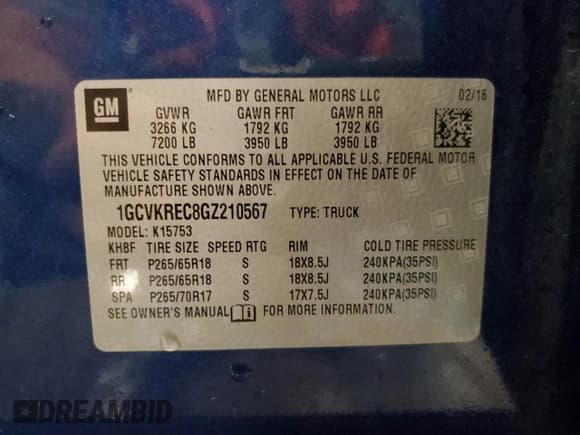 GM
MFD BY GENERAL MOTORS LLC 02/16
GVWR GAWR FRT GAWR RR
3266 KG 1792 KG 1792 KG
7200 LB 3950 LB 3950 LB
THIS VEHICLE CONFORMS TO ALL APPLICABLE U.S. FEDERAL MOTOR
VEHICLE SAFETY STANDARDS IN EFFECT ON THE DATE OF
MANUFACTURE SHOWN ABOVE.
1GCVKREC8GZ210567 TYPE: TRUCK
MODEL: K15753
KH8F TIRE SIZE SPEED RTG RIM COLD TIRE PRESSURE
FRT P265/65R18 S 18X8.5J 240KPA(35PSI)
RR P265/65R18 S 18X8.5J 240KPA(35PSI)
SPA P265/70R17 S 17X7.5J 240KPA(35PSI)
SEE OWNER'S MANUAL FOR MORE INFORMATION.
DREAMBID